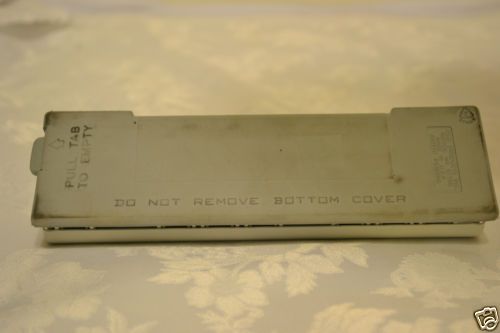 PULL TAB
TO EMPTY
DO NOT REMOVE BOTTOM COVER